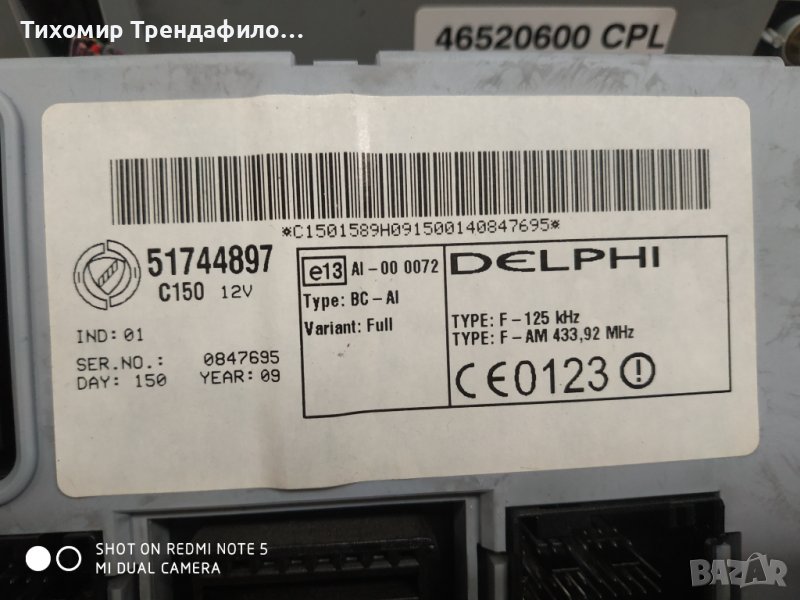 Тихомир Трендафило...
46520600 CPL
*C1501589H091500140847695*
51744897
C150 12V
IND: 01
SER.NO.: 0847695
DAY: 150 YEAR: 09
e13 AI-00 0072
Type: BC-AI
Variant: Full
DELPHI
TYPE: F-125 kHz
TYPE: F-AM 433,92 MHz
CE0123
SHOT ON REDMI NOTE 5
MI DUAL CAMERA
BAZAR